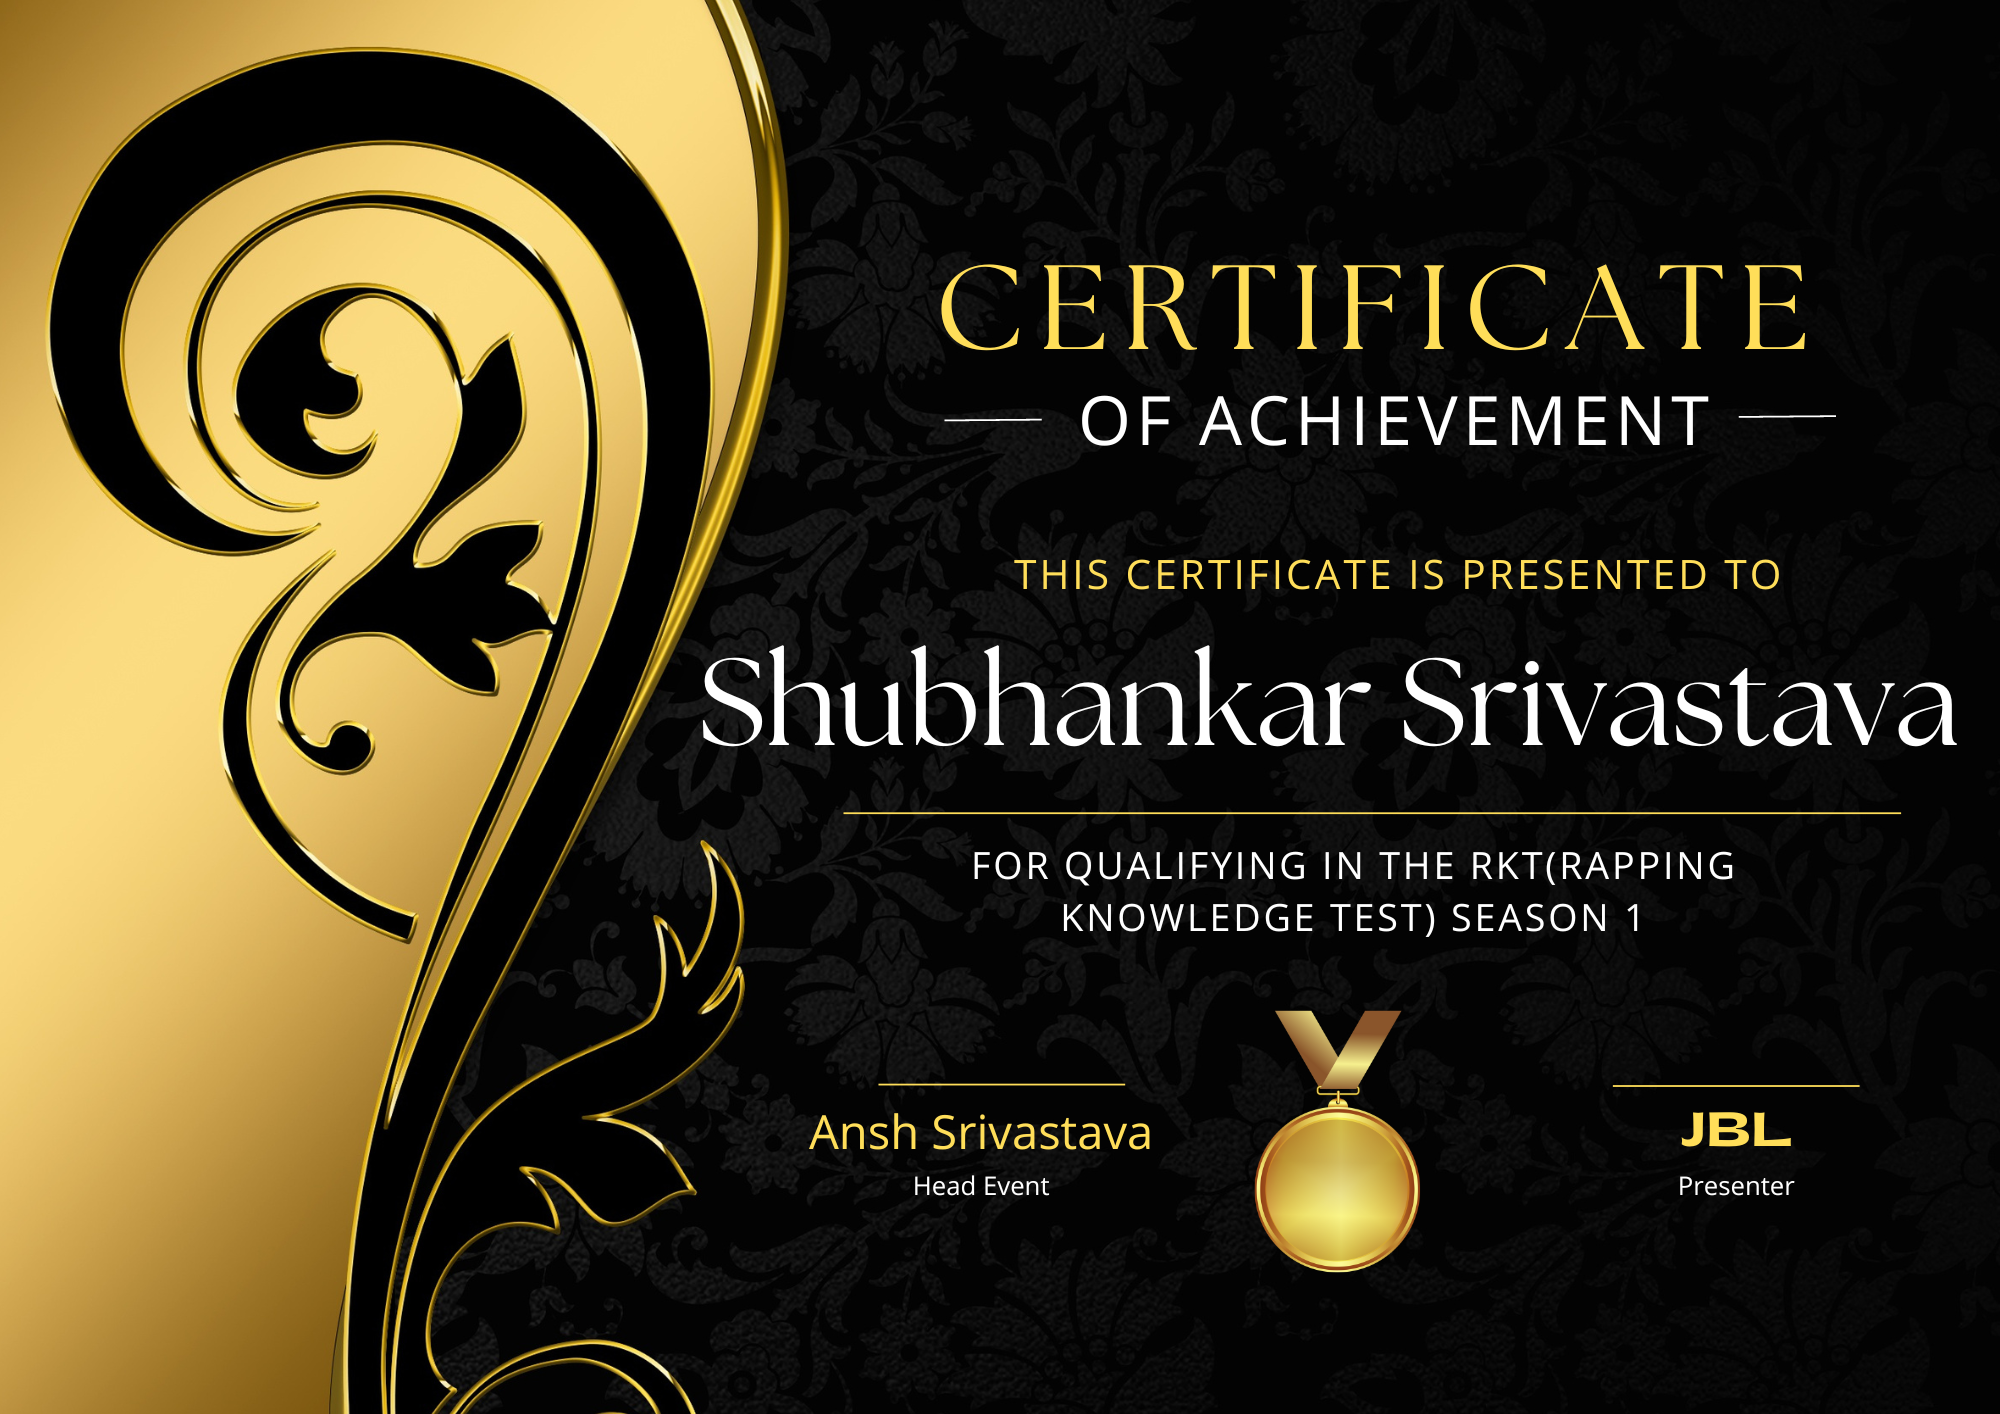 CERTIFICATE
OF ACHIEVEMENT
THIS CERTIFICATE IS PRESENTED TO
Shubhankar Srivastava
FOR QUALIFYING IN THE RKT(RAPPING
KNOWLEDGE TEST) SEASON 1
Ansh Srivastava
Head Event
JBL
Presenter